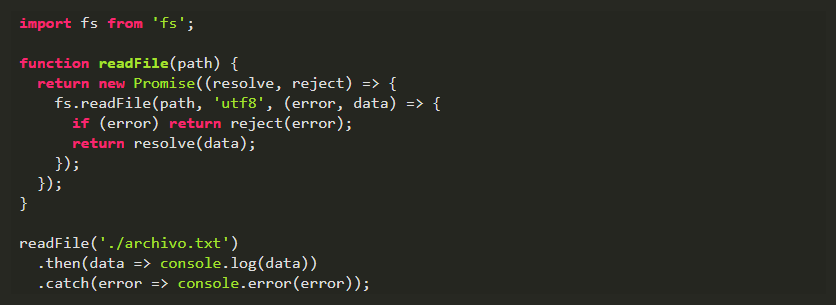 import fs from 'fs';

function readFile(path) {
  return new Promise((resolve, reject) => {
    fs.readFile(path, 'utf8', (error, data) => {
      if (error) return reject(error);
      return resolve(data);
    });
  });
}

readFile('./archivo.txt')
  .then(data => console.log(data))
  .catch(error => console.error(error));